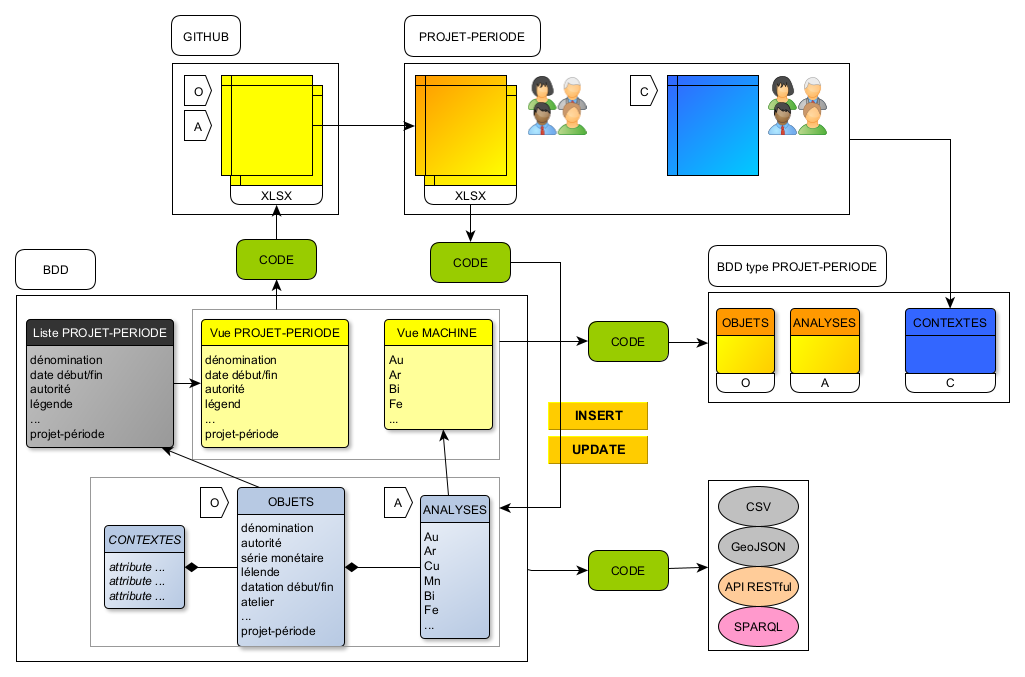 GITHUB
PROJET-PERIODE
O
A
XLSX
XLSX
C
CODE
CODE
BDD
BDD type PROJET-PERIODE
Liste PROJET-PERIODE
dénomination
date début/fin
autorité
légende
...
projet-période
Vue PROJET-PERIODE
dénomination
date début/fin
autorité
légend
...
projet-période
Vue MACHINE
Au
Ar
Bi
Fe
...
CODE
OBJETS
O
ANALYSES
A
CONTEXTES
C
INSERT
UPDATE
O
OBJETS
dénomination
autorité
série monétaire
lélende
datation début/fin
atelier
...
projet-période
A
ANALYSES
Au
Ar
Cu
Mn
Bi
Fe
...
CONTEXTES
attribute ...
attribute ...
attribute ...
CODE
CSV
GeoJSON
API RESTful
SPARQL